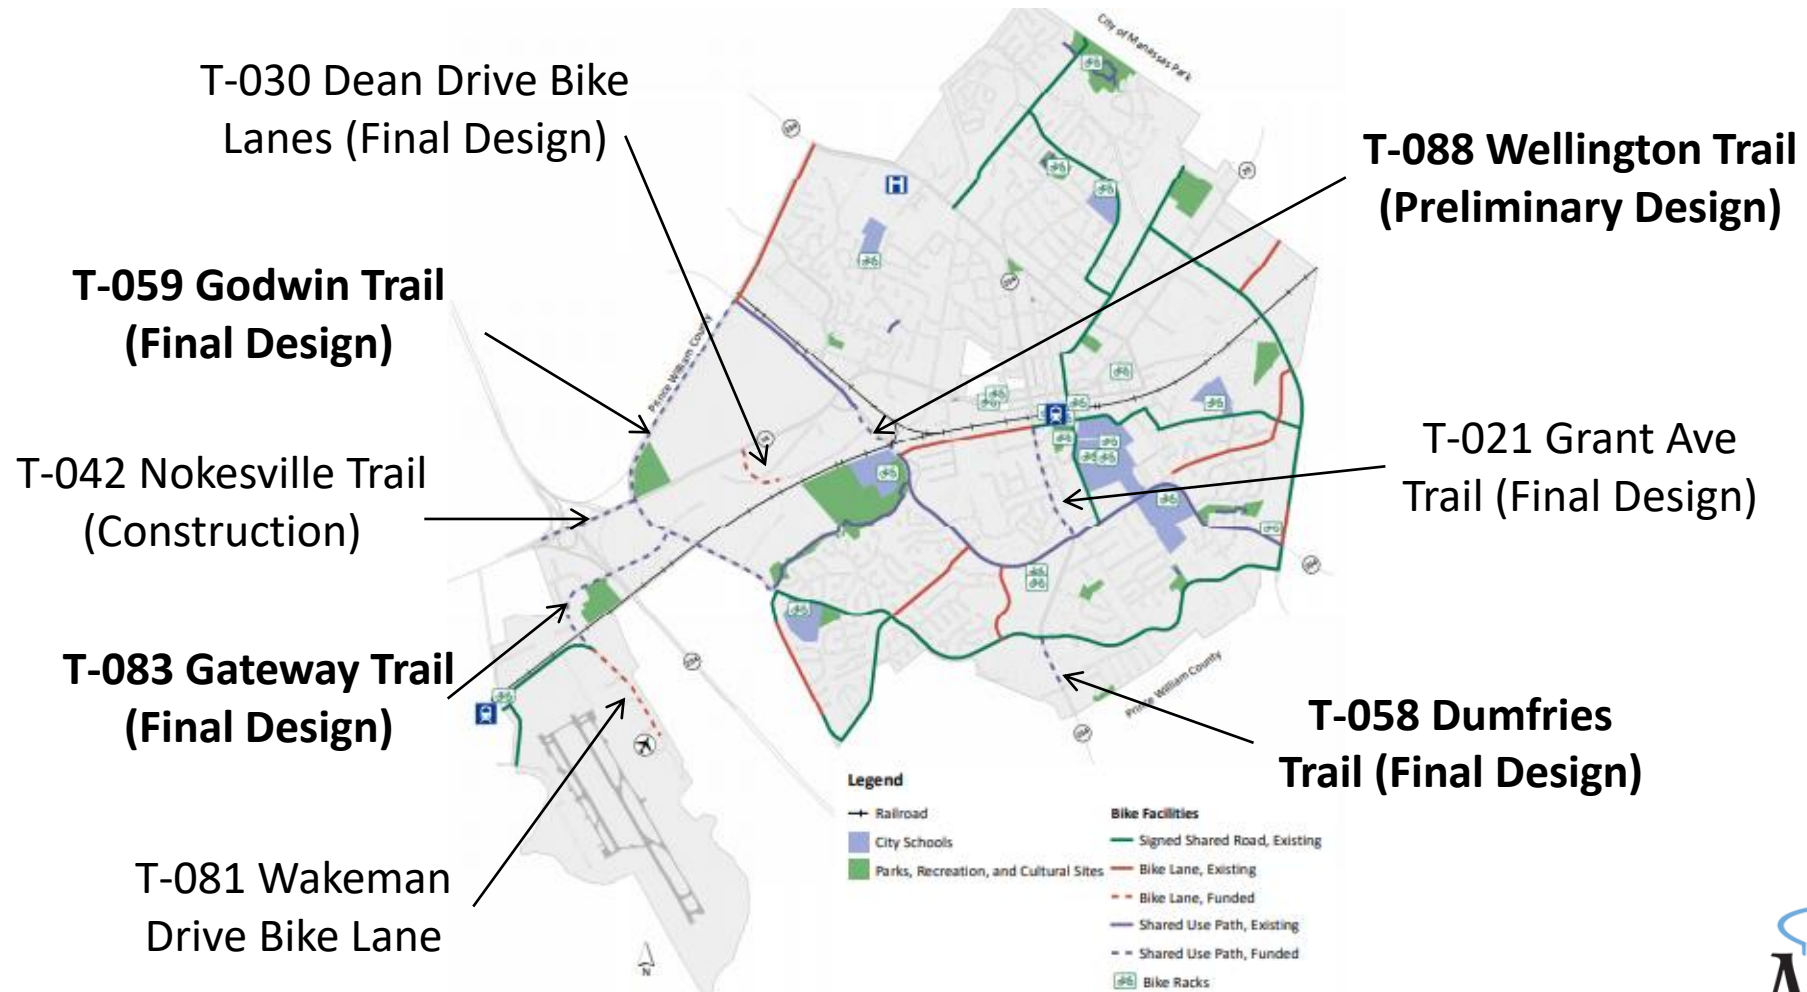 City of Manassas Park
T-030 Dean Drive Bike
Lanes (Final Design)
T-088 Wellington Trail
(Preliminary Design)
T-059 Godwin Trail
(Final Design)
Prince William County
H
T-042 Nokesville Trail
(Construction)
T-021 Grant Ave
Trail (Final Design)
T-083 Gateway Trail
(Final Design)
Prince William County
T-058 Dumfries
Trail (Final Design)
T-081 Wakeman
Drive Bike Lane
N
Legend
Railroad
City Schools
Parks, Recreation, and Cultural Sites
Bike Facilities
Signed Shared Road, Existing
Bike Lane, Existing
Bike Lane, Funded
Shared Use Path, Existing
Shared Use Path, Funded
Bike Racks